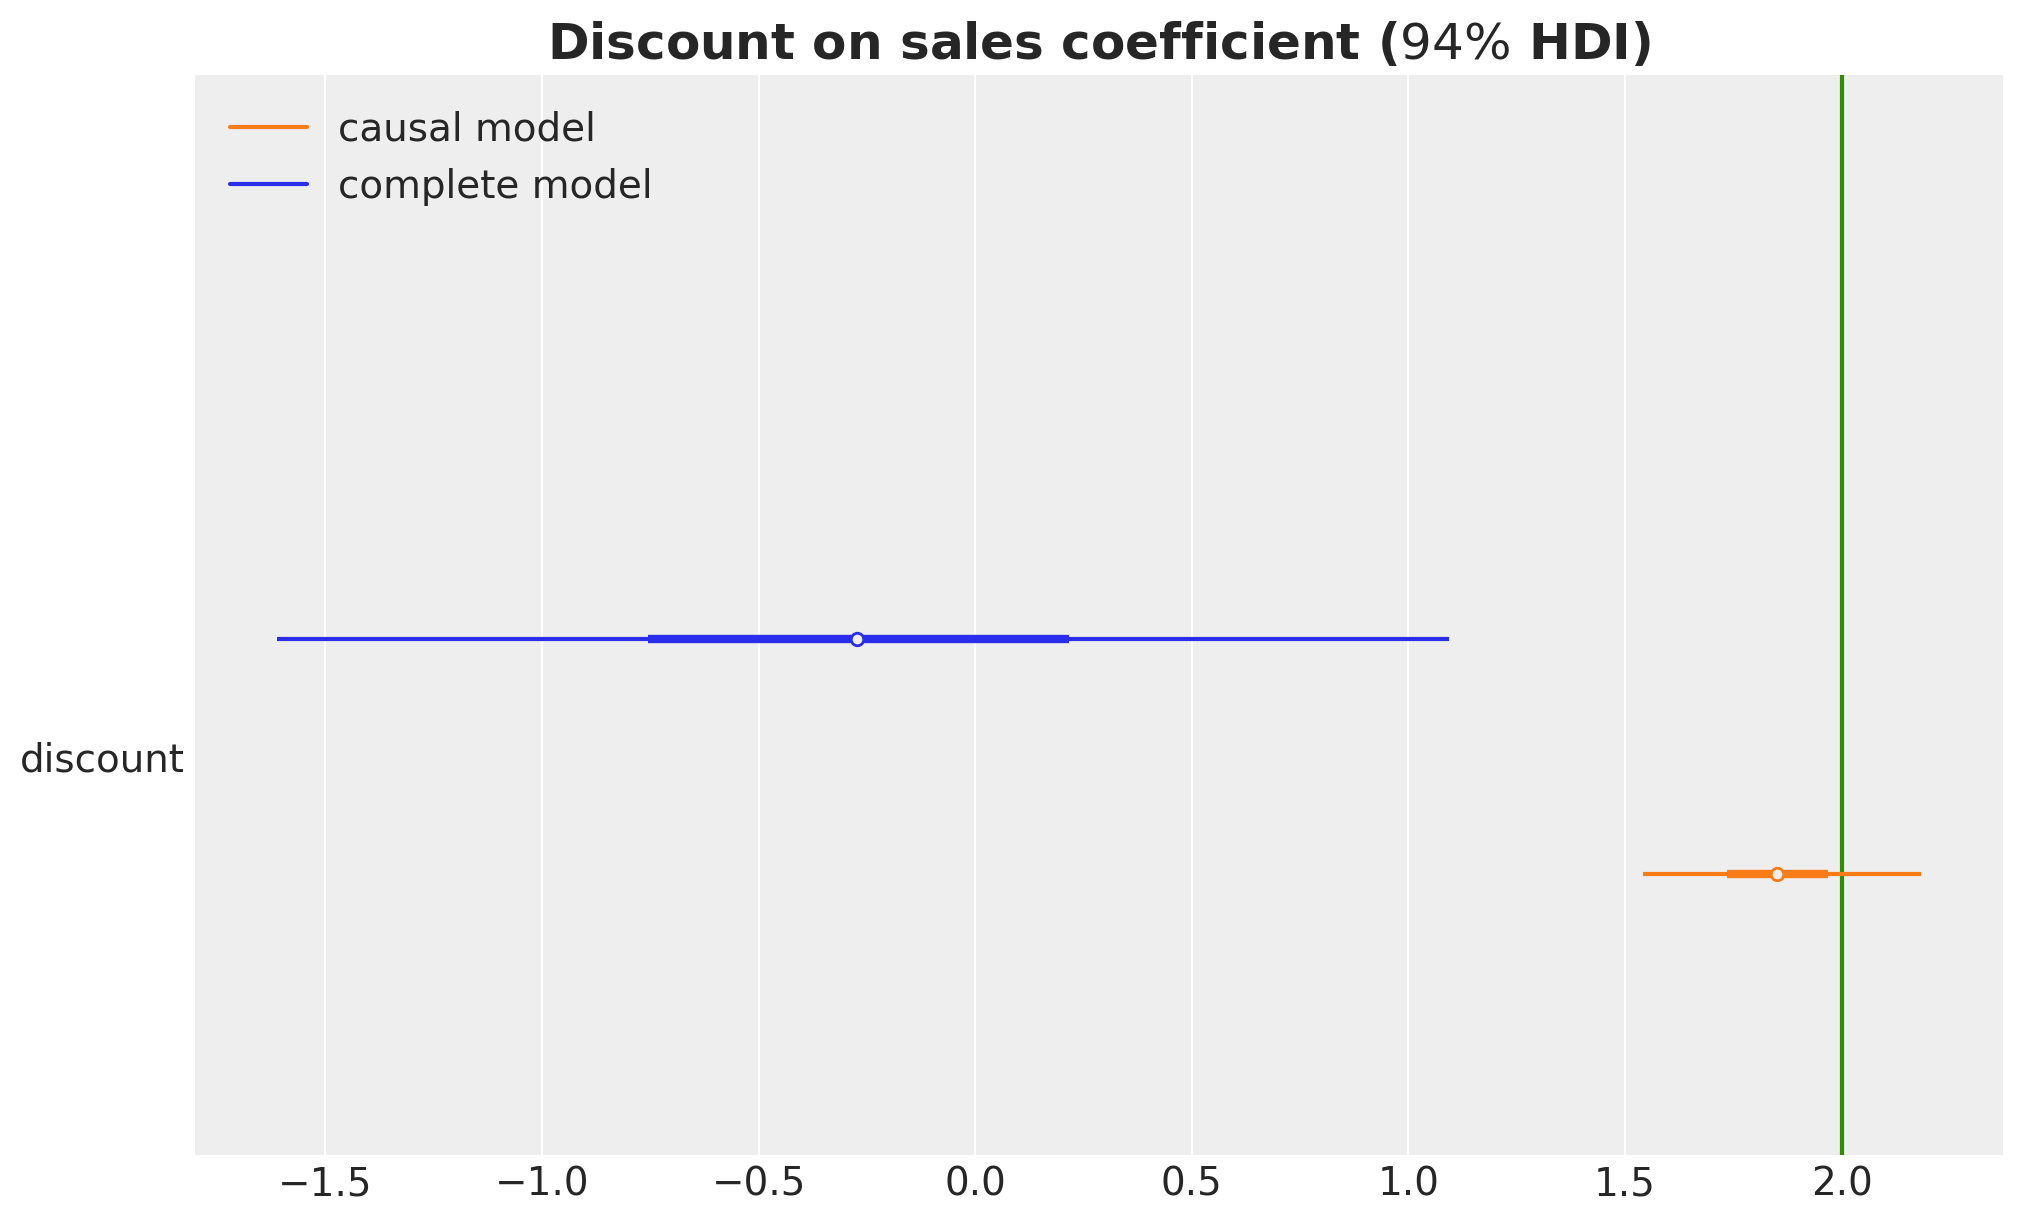 Discount on sales coefficient (94% HDI)
causal model
complete model
discount
−1.5 −1.0 −0.5 0.0 0.5 1.0 1.5 2.0